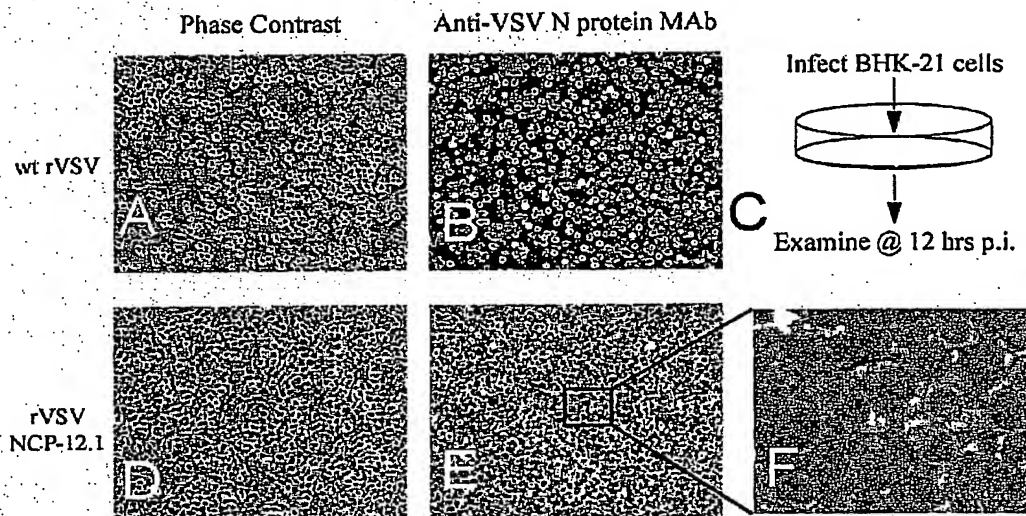 Phase Contrast
Anti-VSV N protein MAb
Infect BHK-21 cells
wt rVSV
A
B
C
Examine @ 12 hrs p.i.
rVSV
NCP-12.1
D
E
F